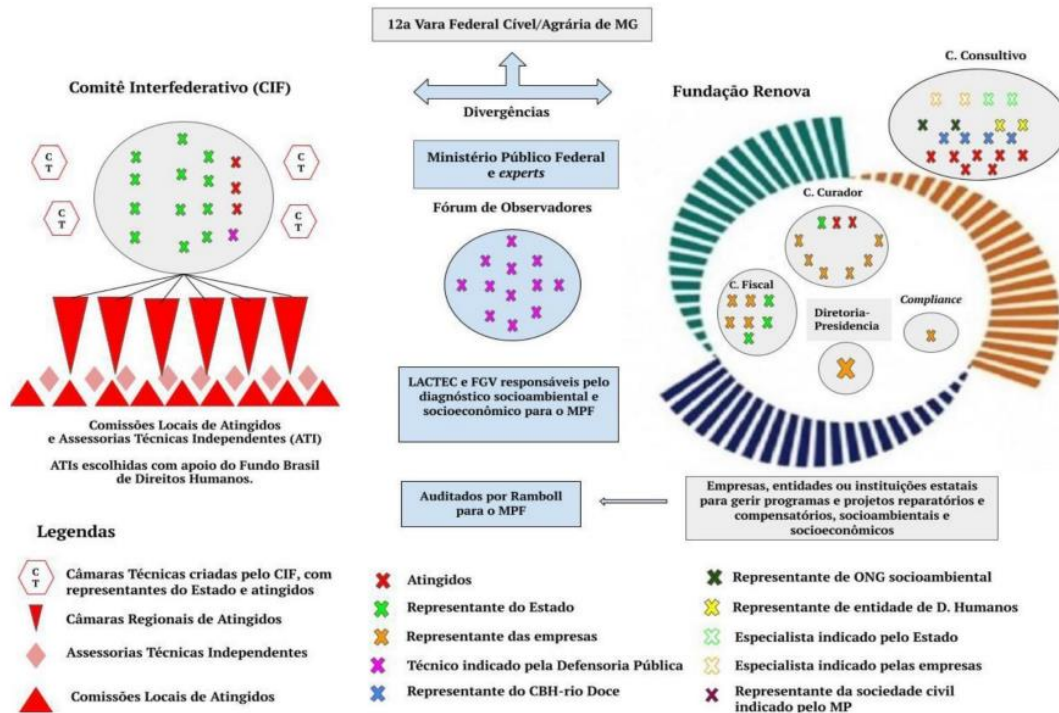 12a Vara Federal Cível/Agrária de MG
Comitê Interfederativo (CIF)
C
T
C
T
C
T
C
T
Comissões Locais de Atingidos
e Assessorias Técnicas Independentes (ATI)
ATIs escolhidas com apoio do Fundo Brasil
de Direitos Humanos.
Divergências
Ministério Público Federal
e experts
Fórum de Observadores
LACTEC e FGV responsáveis pelo
diagnóstico socioambiental e
socioeconômico para o MPF
Auditados por Ramboll
para o MPF
Fundação Renova
C. Consultivo
C. Curador
C. Fiscal
Diretoria-
Presidencia
Compliance
Empresas, entidades ou instituições estatais
para gerir programas e projetos reparatórios e
compensatórios, socioambientais e
socioeconômicos
Legendas
C
T
Câmaras Técnicas criadas pelo CIF, com
representantes do Estado e atingidos
Câmaras Regionais de Atingidos
Assessorias Técnicas Independentes
Comissões Locais de Atingidos
Atingidos
Representante do Estado
Representante das empresas
Técnico indicado pela Defensoria Pública
Representante do CBH-rio Doce
Representante de ONG socioambiental
Representante de entidade de D. Humanos
Especialista indicado pelo Estado
Especialista indicado pelas empresas
Representante da sociedade civil
indicado pelo MP